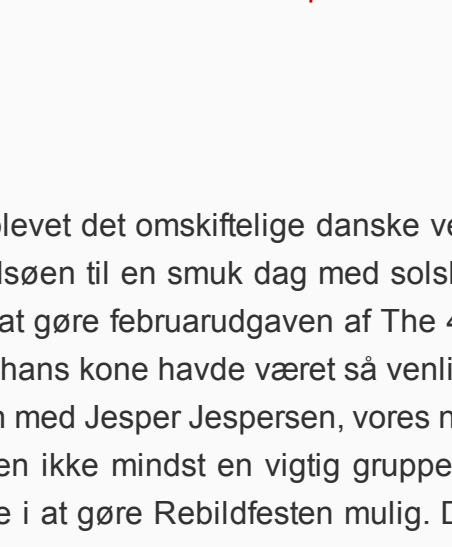 plevet det omskiftelige danske ve
lsøen til en smuk dag med solsk
at gøre februarudgaven af The 4
hans kone havde været så venli
n med Jesper Jespersen, vores n
en ikke mindst en vigtig gruppe
e i at gøre Rebildfesten mulig. D